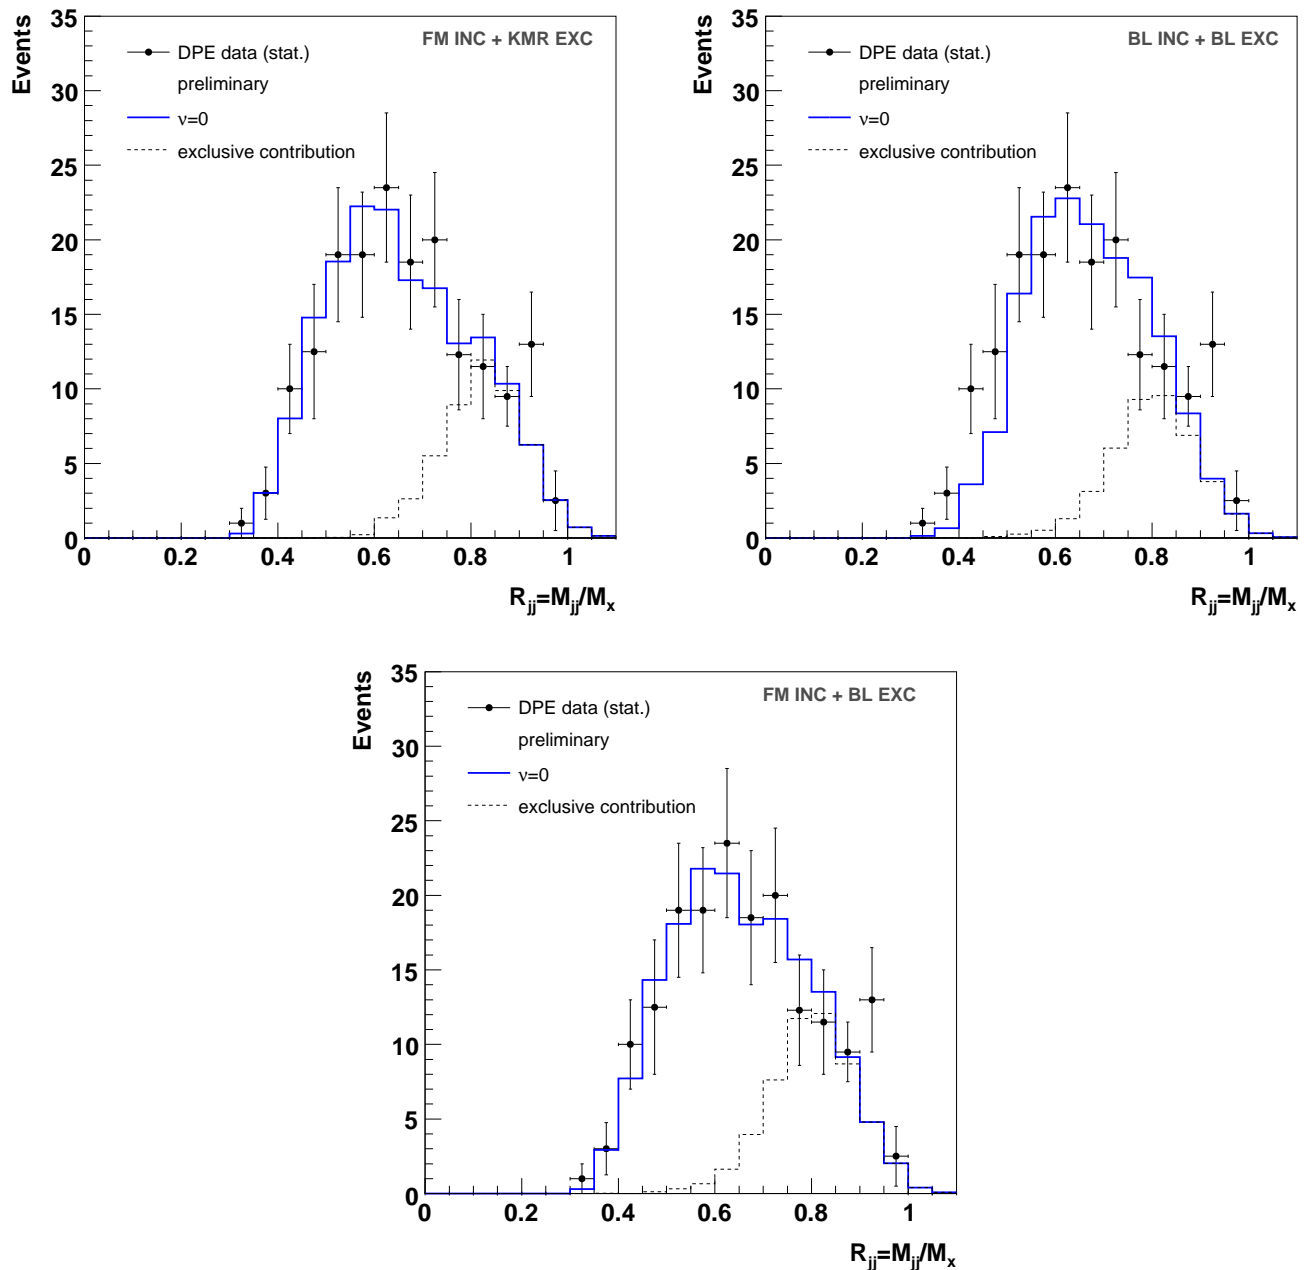 Events
35
30
25
20
15
10
5
0
FM INC + KMR EXC
DPE data (stat.)
preliminary
ν=0
exclusive contribution
0 0.2 0.4 0.6 0.8 1
R_jj=M_jj/M_x
Events
35
30
25
20
15
10
5
0
BL INC + BL EXC
DPE data (stat.)
preliminary
ν=0
exclusive contribution
0 0.2 0.4 0.6 0.8 1
R_jj=M_jj/M_x
Events
35
30
25
20
15
10
5
0
FM INC + BL EXC
DPE data (stat.)
preliminary
ν=0
exclusive contribution
0 0.2 0.4 0.6 0.8 1
R_jj=M_jj/M_x